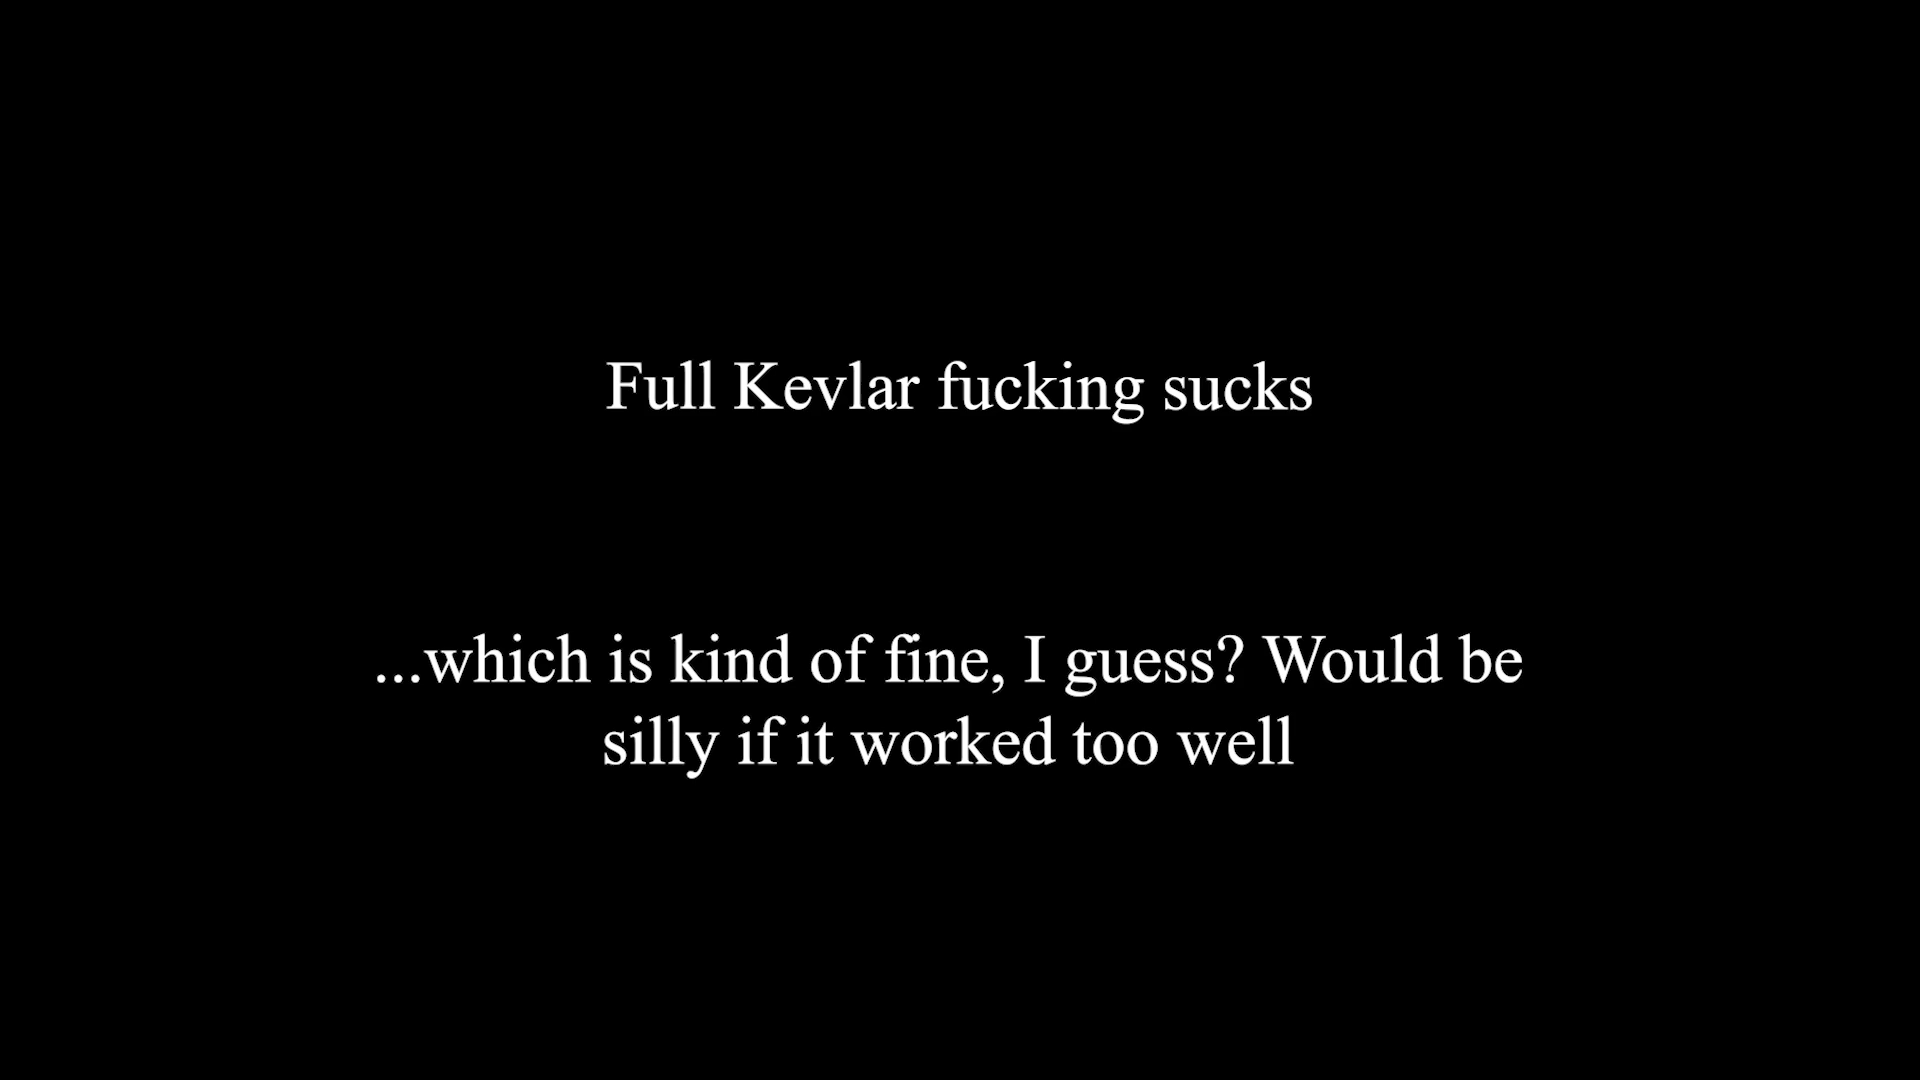 Full Kevlar fucking sucks
...which is kind of fine, I guess? Would be
silly if it worked too well